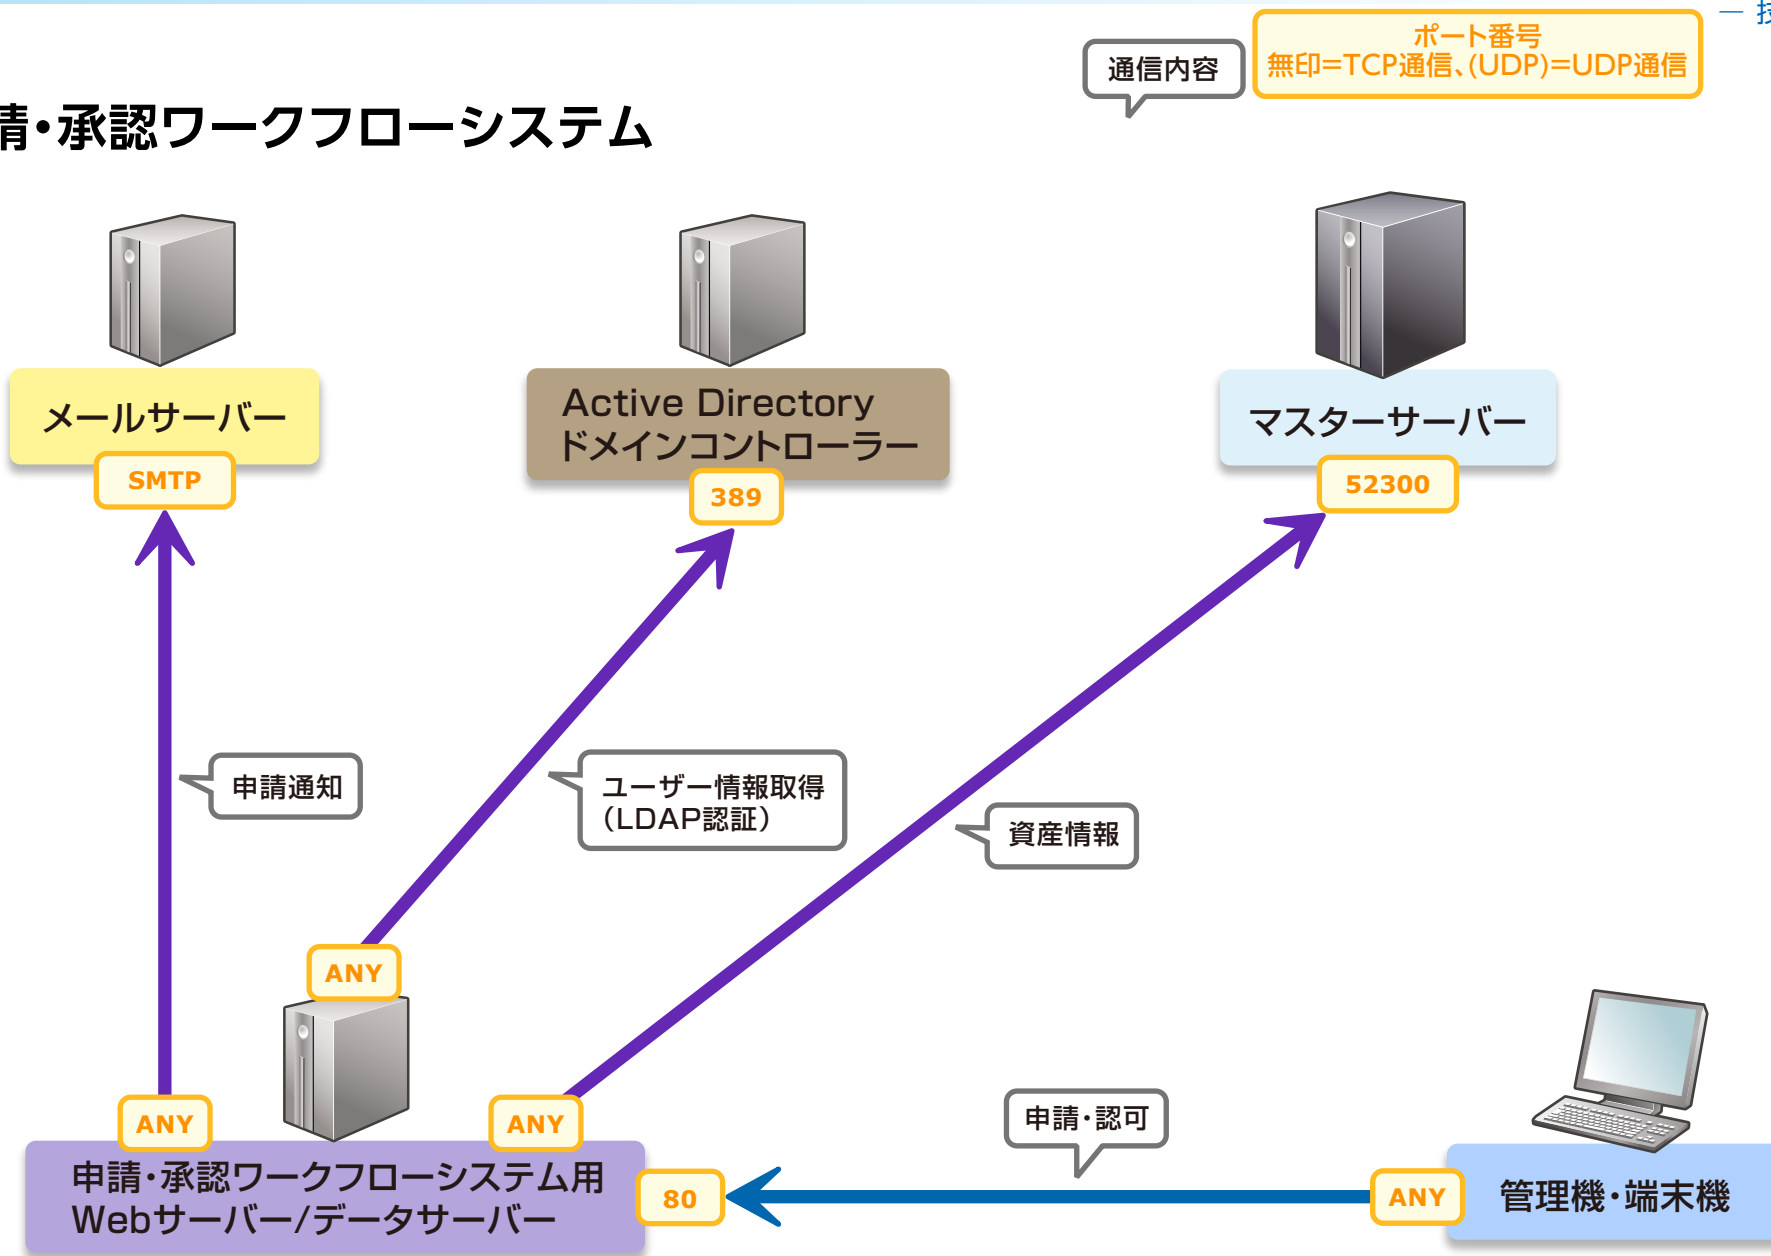 通信内容
ポート番号
無印=TCP通信、(UDP)=UDP通信
請・承認ワークフローシステム
メールサーバー
SMTP
Active Directory
ドメインコントローラー
389
マスターサーバー
52300
申請通知
ユーザー情報取得
(LDAP認証)
資産情報
ANY
ANY
ANY
申請・認可
申請・承認ワークフローシステム用
Webサーバー/データサーバー
80
ANY
管理機・端末機